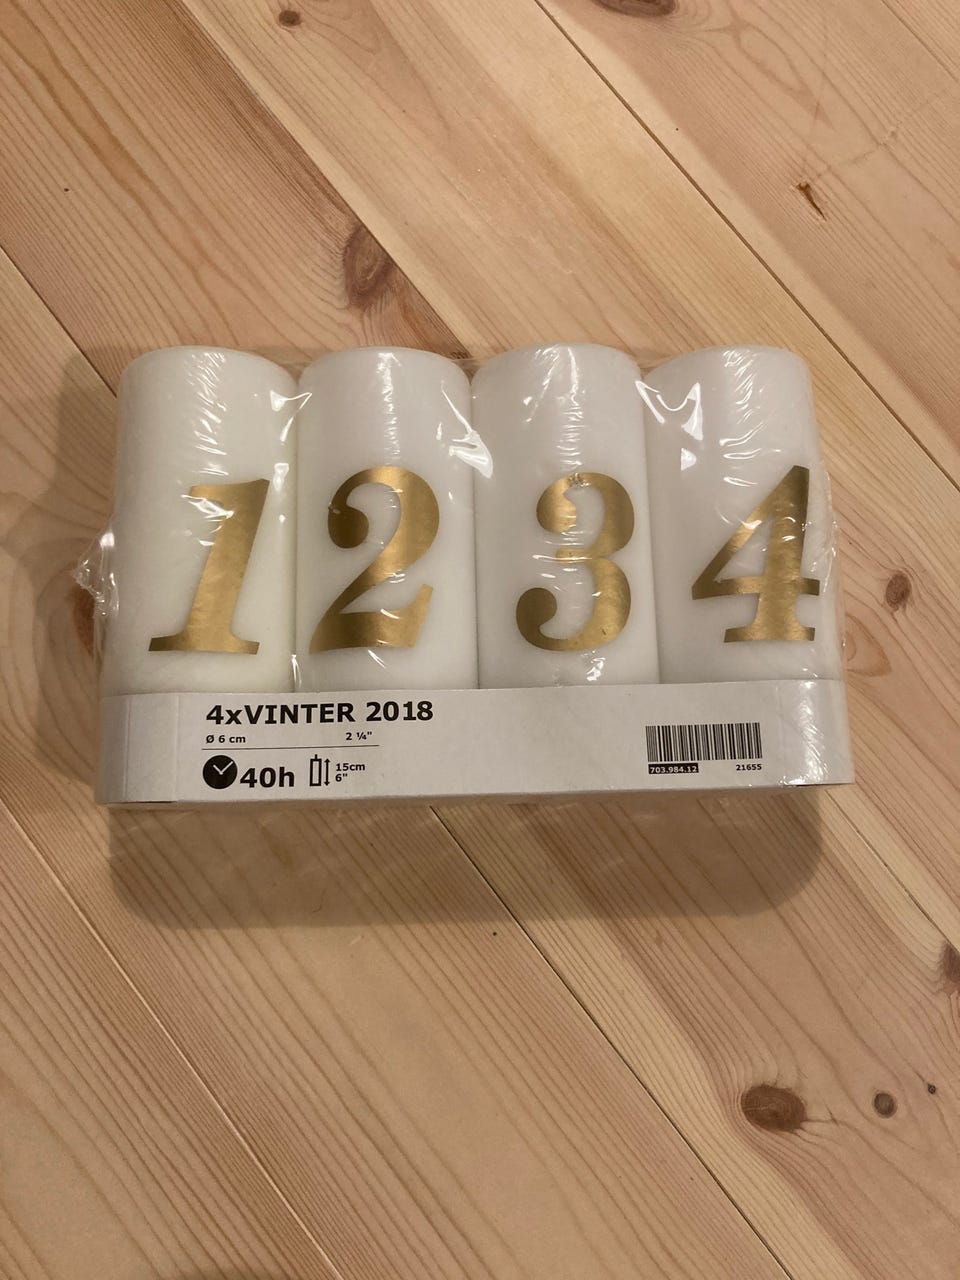 1 2 3 4
4xVINTER 2018
Ø 6 cm 2 ¼"
40h 15cm
6"
703.984.12 21655